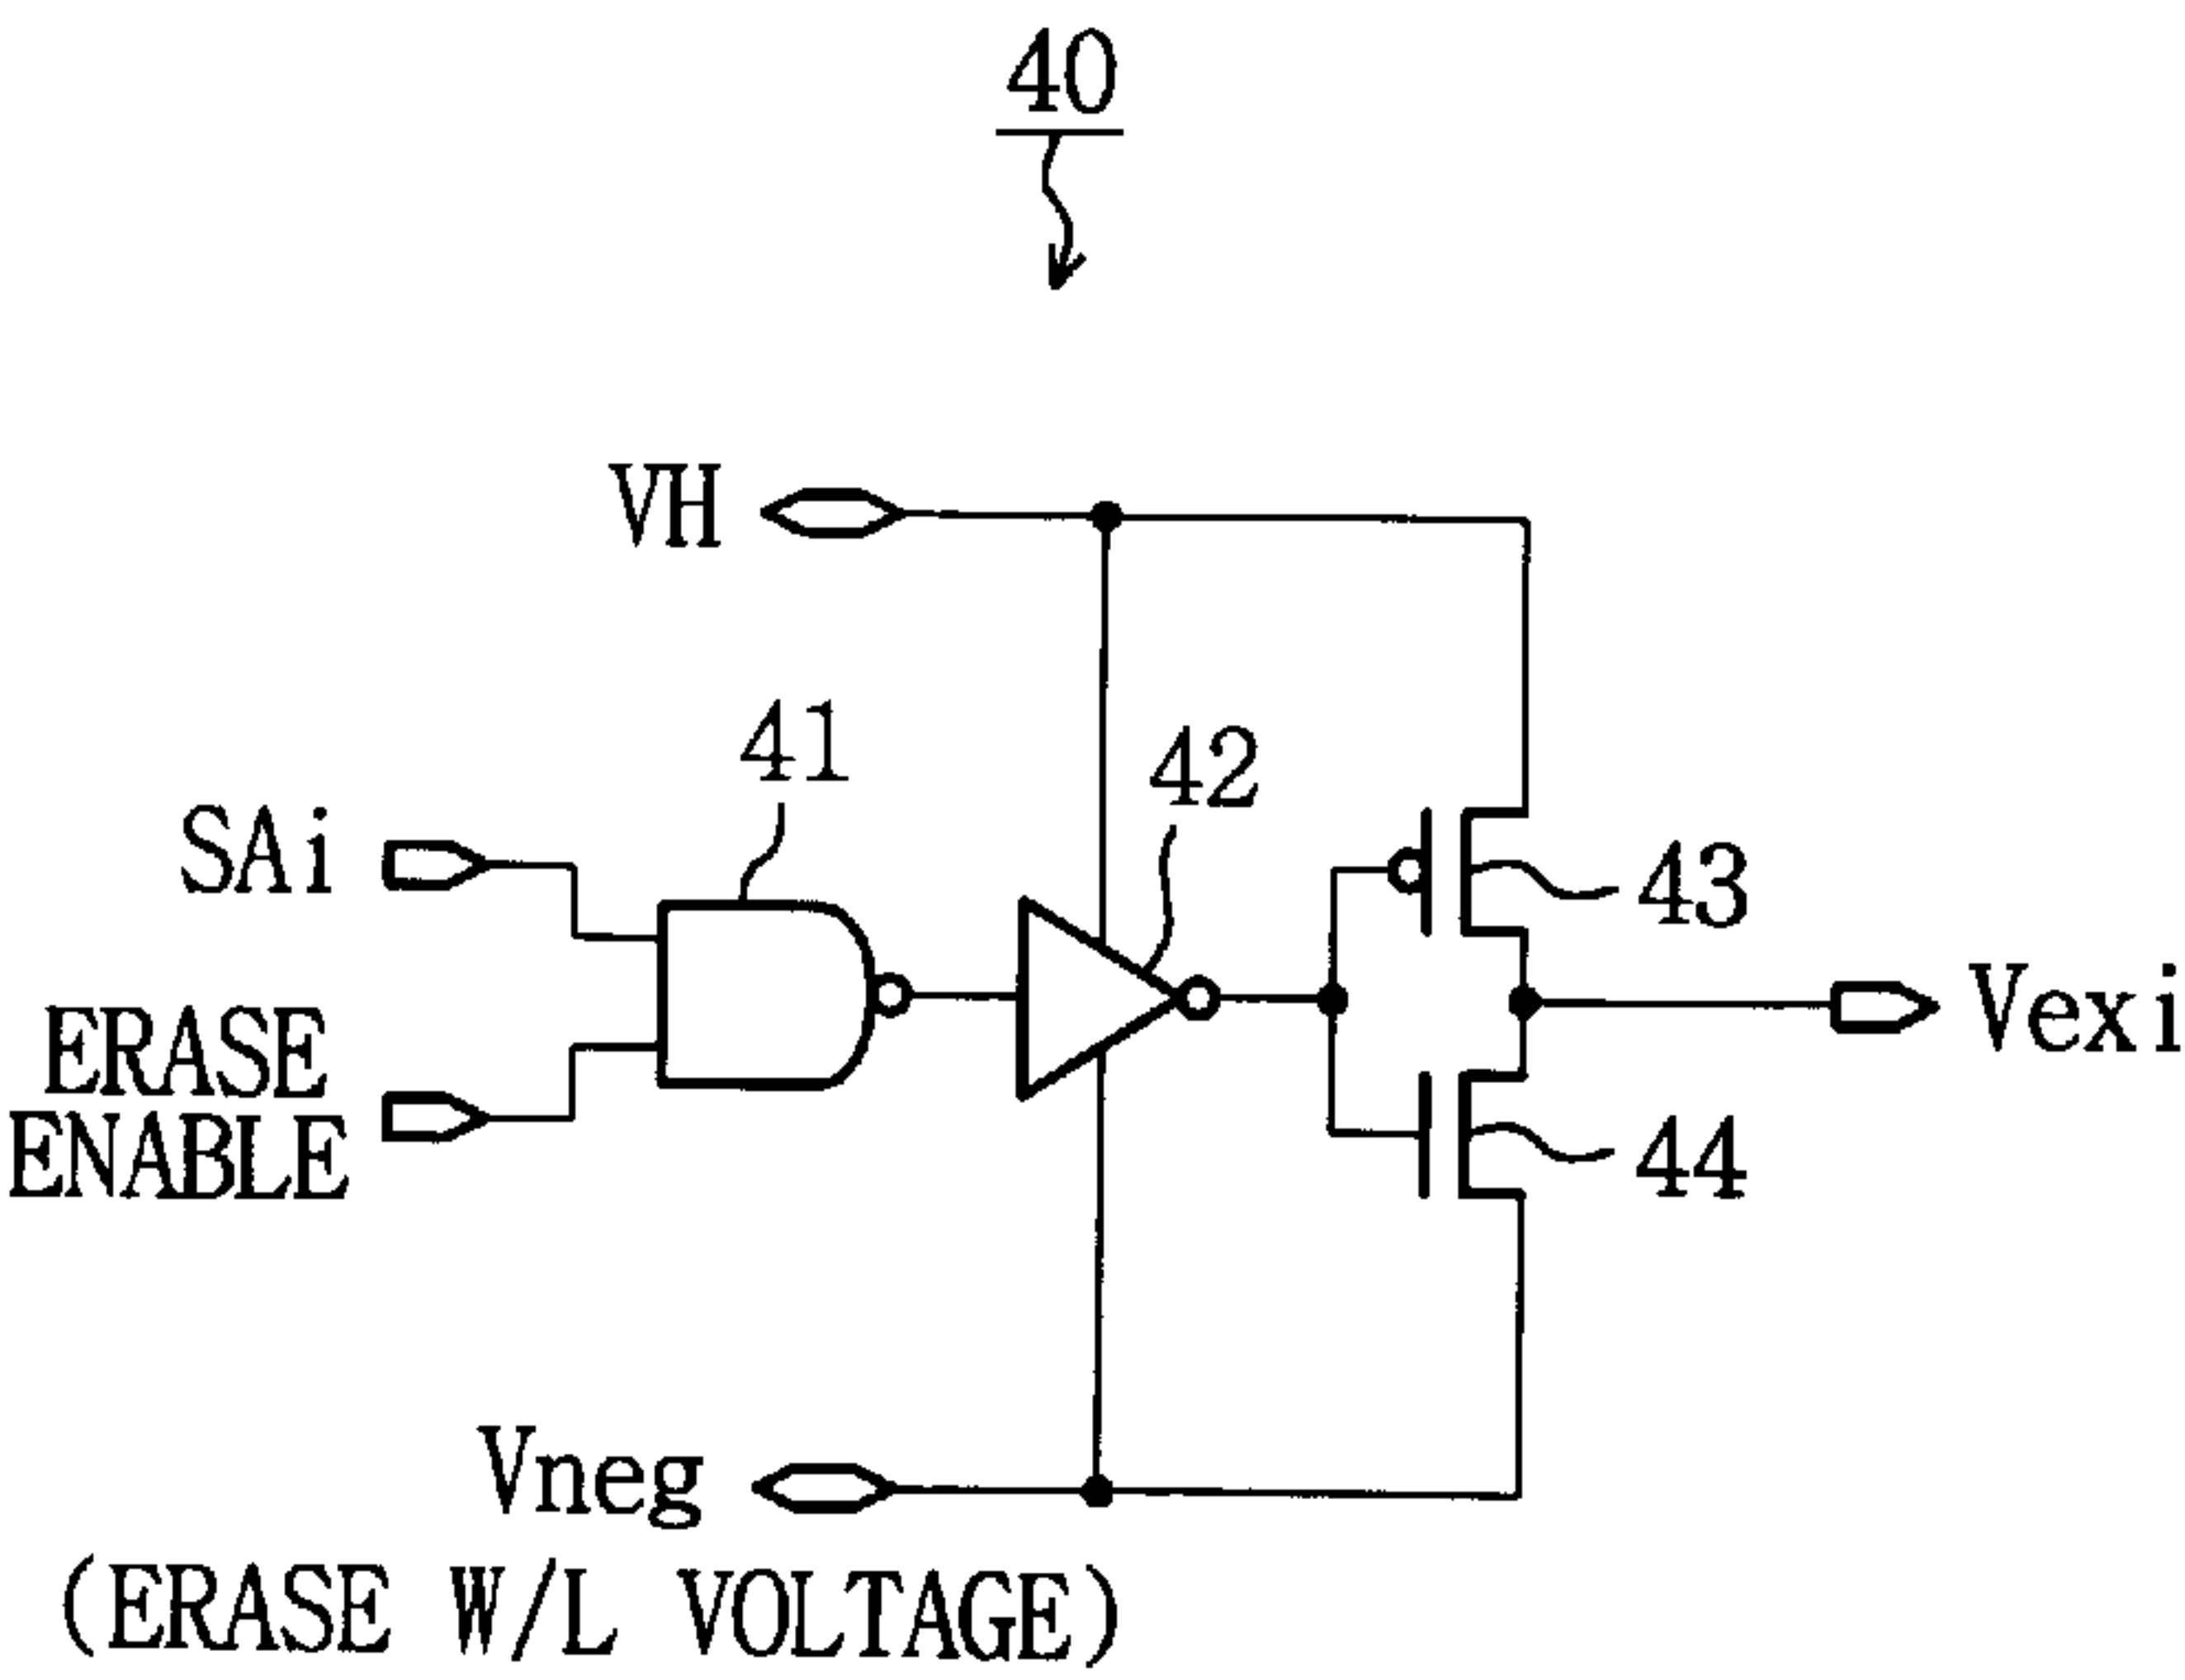 40
VH
41
42
SAi
43
ERASE
ENABLE
Vexi
44
Vneg
(ERASE W/L VOLTAGE)